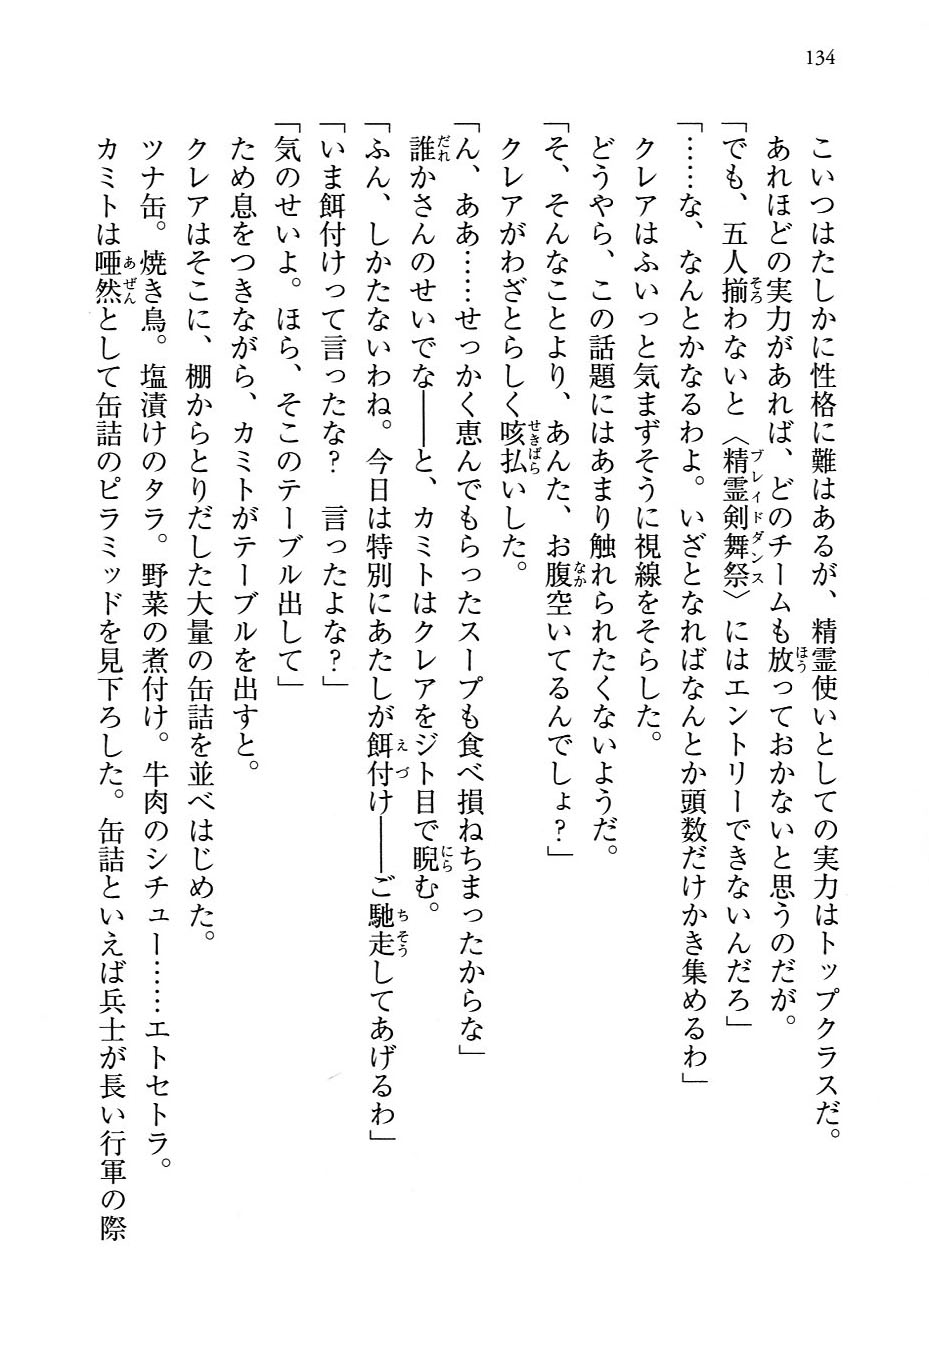 134
こいつはたしかに性格に難はあるが、精霊使いとしての実力はトップクラスだ。
あれほどの実力があれば、どのチームも放っておかないと思うのだが。
「でも、五人揃わないと〈精霊剣舞祭〉にはエントリーできないんだろ」
「……な、なんとかなるわよ。いざとなればなんとか頭数だけかき集めるわ」
クレアはふいっと気まずそうに視線をそらした。
どうやら、この話題にはあまり触れられたくないようだ。
「そ、そんなことより、あんた、お腹空いてるんでしょ?」
クレアがわざとらしく咳払いした。
「ん、ああ……せっかく恵んでもらったスープも食べ損ねちまったからな」
誰かさんのせいでな――と、カミトはクレアをジト目で睨む。
「ふん、しかたないわね。今日は特別にあたしが餌付け――ご馳走してあげるわ」
「いま餌付けって言ったな?　言ったよな?」
「気のせいよ。ほら、そこのテーブル出して」
ため息をつきながら、カミトがテーブルを出すと。
クレアはそこに、棚からとりだした大量の缶詰を並べはじめた。
ツナ缶。焼き鳥。塩漬けのタラ。野菜の煮付け。牛肉のシチュー……エトセトラ。
カミトは唖然として缶詰のピラミッドを見下ろした。缶詰といえば兵士が長い行軍の際